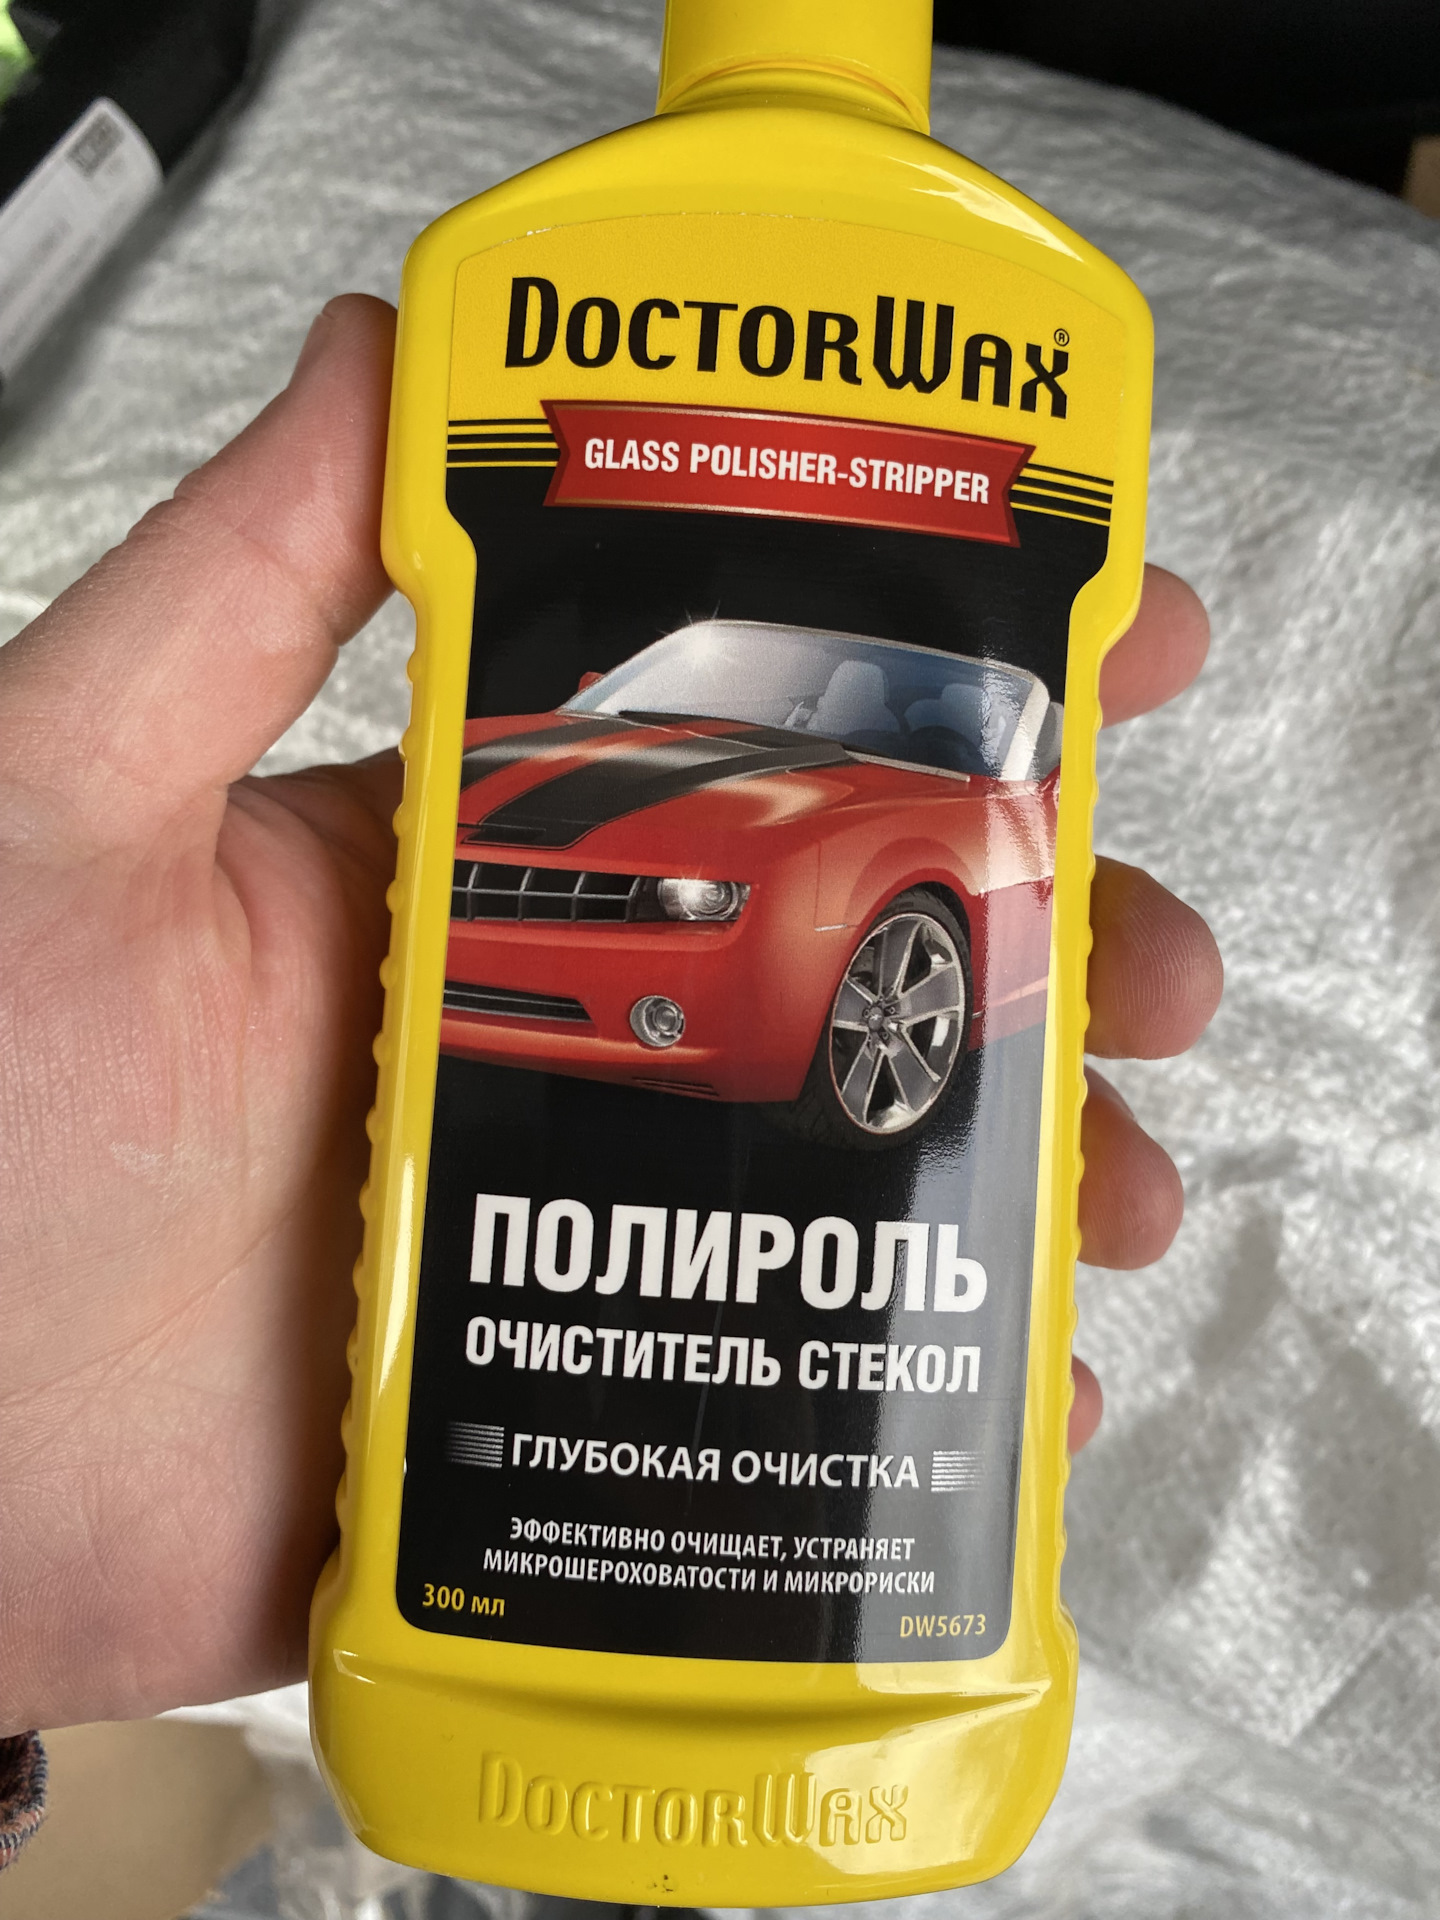 DOCTORWAX®
GLASS POLISHER-STRIPPER
ПОЛИРОЛЬ
ОЧИСТИТЕЛЬ СТЕКОЛ
ГЛУБОКАЯ ОЧИСТКА
ЭФФЕКТИВНО ОЧИЩАЕТ, УСТРАНЯЕТ
МИКРОШЕРОХОВАТОСТИ И МИКРОРИСКИ
300 мл
DW5673
DOCTORWAX